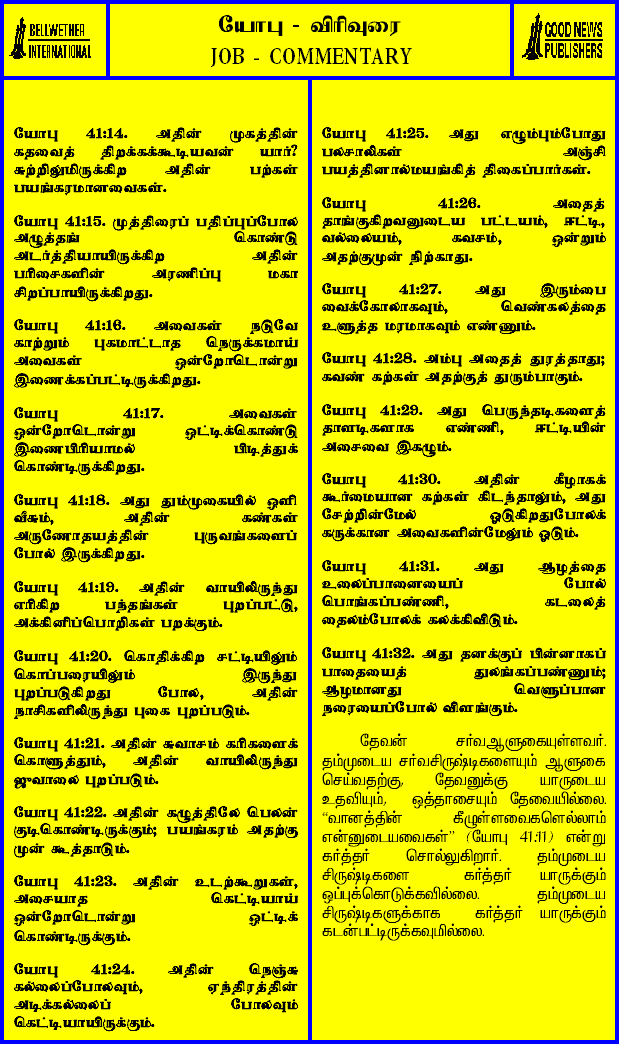 BELLWETHER
INTERNATIONAL
யோபு - விரிவுரை
JOB - COMMENTARY
GOOD NEWS
PUBLISHERS
யோபு 41:14. அதின் முகத்தின்
கதவைத் திறக்கக்கூடியவன் யார்?
சுற்றிலுமிருக்கிற அதின் பற்கள்
பயங்கரமானவைகள்.
யோபு 41:15. முத்திரைப் பதிப்புப்போல
அழுத்தங் கொண்டு
அடர்த்தியாயிருக்கிற அதின்
பரிசைகளின் அரணிப்பு மகா
சிறப்பாயிருக்கிறது.
யோபு 41:16. அவைகள் நடுவே
காற்றும் புகமாட்டாத நெருக்கமாய்
அவைகள் ஒன்றோடொன்று
இணைக்கப்பட்டிருக்கிறது.
யோபு 41:17. அவைகள்
ஒன்றோடொன்று ஒட்டிக்கொண்டு
இணைபிரியாமல் பிடித்துக்
கொண்டிருக்கிறது.
யோபு 41:18. அது தும்முகையில் ஒளி
வீசும், அதின் கண்கள்
அருணோதயத்தின் புருவங்களைப்
போல் இருக்கிறது.
யோபு 41:19. அதின் வாயிலிருந்து
எரிகிற பந்தங்கள் புறப்பட்டு,
அக்கினிப்பொறிகள் பறக்கும்.
யோபு 41:20. கொதிக்கிற சட்டியிலும்
கொப்பரையிலும் இருந்து
புறப்படுகிறது போல, அதின்
நாசிகளிலிருந்து புகை புறப்படும்.
யோபு 41:21. அதின் சுவாசம் கரிகளைக்
கொளுத்தும், அதின் வாயிலிருந்து
ஜுவாலை புறப்படும்.
யோபு 41:22. அதின் கழுத்திலே பெலன்
குடிகொண்டிருக்கும்; பயங்கரம் அதற்கு
முன் கூத்தாடும்.
யோபு 41:23. அதின் உடற்கூறுகள்,
அசையாத கெட்டியாய்
ஒன்றோடொன்று ஒட்டிக்
கொண்டிருக்கும்.
யோபு 41:24. அதின் நெஞ்சு
கல்லைப்போலவும், ஏந்திரத்தின்
அடிக்கல்லைப் போலவும்
கெட்டியாயிருக்கும்.
யோபு 41:25. அது எழும்பும்போது
பலசாலிகள் அஞ்சி
பயத்தினால்மயங்கித் திகைப்பார்கள்.
யோபு 41:26. அதைத்
தாங்குகிறவனுடைய பட்டயம், ஈட்டி,
வல்லையம், கவசம், ஒன்றும்
அதற்குமுன் நிற்காது.
யோபு 41:27. அது இரும்பை
வைக்கோலாகவும், வெண்கலத்தை
உளுத்த மரமாகவும் எண்ணும்.
யோபு 41:28. அம்பு அதைத் துரத்தாது;
கவண் கற்கள் அதற்குத் துரும்பாகும்.
யோபு 41:29. அது பெருந்தடிகளைத்
தாளடிகளாக எண்ணி, ஈட்டியின்
அசைவை இகழும்.
யோபு 41:30. அதின் கீழாகக்
கூர்மையான கற்கள் கிடந்தாலும், அது
சேற்றின்மேல் ஓடுகிறதுபோலக்
கருக்கான அவைகளின்மேலும் ஓடும்.
யோபு 41:31. அது ஆழத்தை
உலைப்பானையைப் போல்
பொங்கப்பண்ணி, கடலைத்
தைலம்போலக் கலக்கிவிடும்.
யோபு 41:32. அது தனக்குப் பின்னாகப்
பாதையைத் துலங்கப்பண்ணும்;
ஆழமானது வெளுப்பான
நரையைப்போல் விளங்கும்.
தேவன் சர்வஆளுகையுள்ளவர்.
தம்முடைய சர்வசிருஷ்டிகளையும் ஆளுகை
செய்வதற்கு, தேவனுக்கு யாருடைய
உதவியும், ஒத்தாசையும் தேவையில்லை.
“வானத்தின் கீழுள்ளவைகளெல்லாம்
என்னுடையவைகள்” (யோபு 41:11) என்று
கர்த்தர் சொல்லுகிறார். தம்முடைய
சிருஷ்டிகளை கர்த்தர் யாருக்கும்
ஒப்புக்கொடுக்கவில்லை. தம்முடைய
சிருஷ்டிகளுக்காக கர்த்தர் யாருக்கும்
கடன்பட்டிருக்கவுமில்லை.